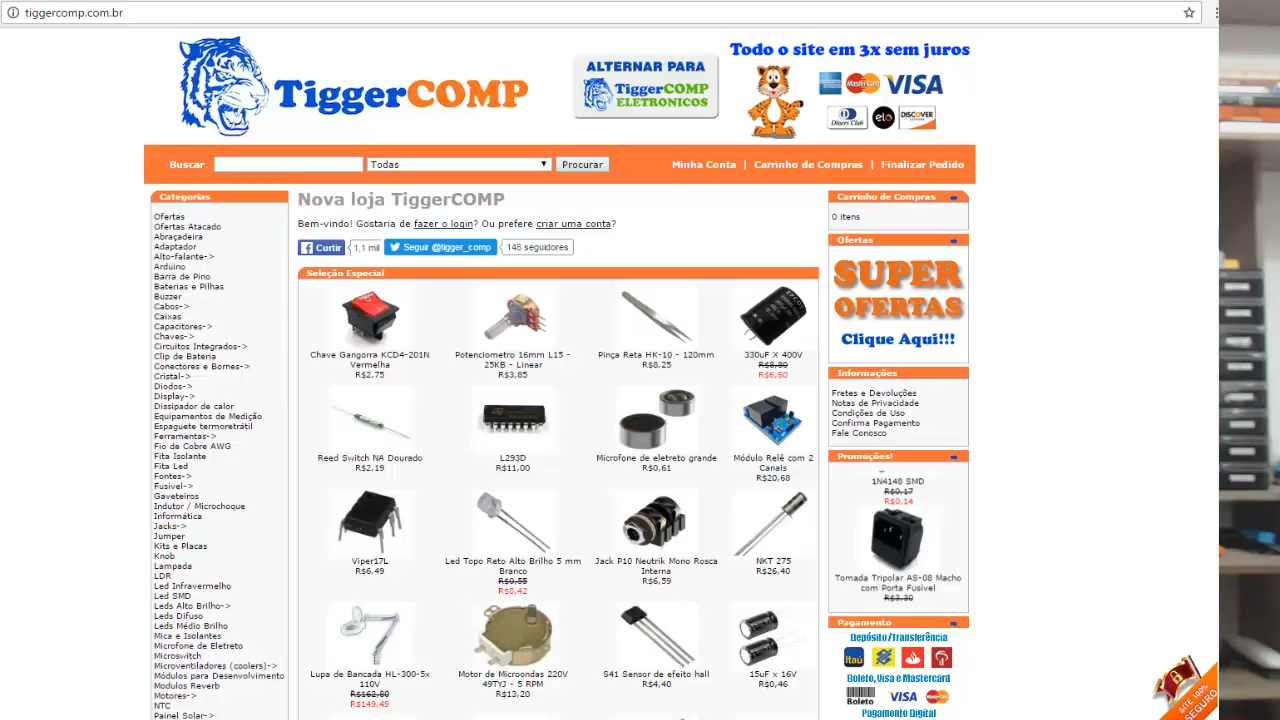 tiggercomp.com.br
TiggerCOMP
ALTERNAR PARA
TiggerCOMP
ELETRONICOS
Todo o site em 3x sem juros
AMERICAN EXPRESS
MasterCard
VISA
Diners Club
elo
DISCOVER
Buscar
Todas
Procurar
Minha Conta | Carrinho de Compras | Finalizar Pedido
Categorias
Ofertas
Ofertas Atacado
Abraçadeira
Adaptador
Alto-falante->
Arduino
Barra de Pino
Baterias e Pilhas
Buzzer
Cabos->
Caixas
Capacitores->
Chaves->
Circuitos Integrados->
Clip de Bateria
Conectores e Bornes->
Cristal->
Diodos->
Display->
Dissipador de calor
Equipamentos de Medição
Espaguete termoretrátil
Ferramentas->
Fio de Cobre AWG
Fita Isolante
Fita Led
Fontes->
Fusivel->
Gaveteiros
Indutor / Microchoque
Informática
Jacks->
Jumper
Kits e Placas
Knob
Lampada
LDR
Led Infravermelho
Led SMD
Leds Alto Brilho->
Leds Difuso
Leds Médio Brilho
Mica e Isolantes
Microfone de Eletreto
Microswitch
Microventiladores (coolers)->
Módulos para Desenvolvimento
Modulos Reverb
Motores->
NTC
Painel Solar->
Nova loja TiggerCOMP
Bem-vindo! Gostaria de fazer o login? Ou prefere criar uma conta?
Curtir
1,1 mil
Seguir @tigger_comp
148 seguidores
Seleção Especial
Chave Gangorra KCD4-201N
Vermelha
R$2,75
Potenciometro 16mm L15 -
25KB - Linear
R$3,85
Pinça Reta HK-10 - 120mm
R$8,25
330uF X 400V
R$8,80
R$6,60
Reed Switch NA Dourado
R$2,19
L293D
R$11,00
Microfone de eletreto grande
R$0,61
Módulo Relê com 2
Canais
R$20,68
Viper17L
R$6,49
Led Topo Reto Alto Brilho 5 mm
Branco
R$0,55
R$0,42
Jack P10 Neutrik Mono Rosca
Interna
R$6,59
NKT 275
R$26,40
Lupa de Bancada HL-300-5x
110V
R$162,80
R$149,49
Motor de Microondas 220V
49TYJ - 5 RPM
R$13,20
S41 Sensor de efeito hall
R$4,40
15uF x 16V
R$0,46
Carrinho de Compras
0 itens
Ofertas
SUPER
OFERTAS
Clique Aqui!!!
Informações
Fretes e Devoluções
Notas de Privacidade
Condições de Uso
Confirma Pagamento
Fale Conosco
Promoções!
1N4148 SMD
R$0,17
R$0,14
Tomada Tripolar AS-08 Macho
com Porta Fusível
R$3,30
Pagamento
Depósito/Transferência
Itaú
Boleto, Visa e Mastercard
Boleto
VISA
MasterCard
Pagamento Digital
SITE 100%
SEGURO